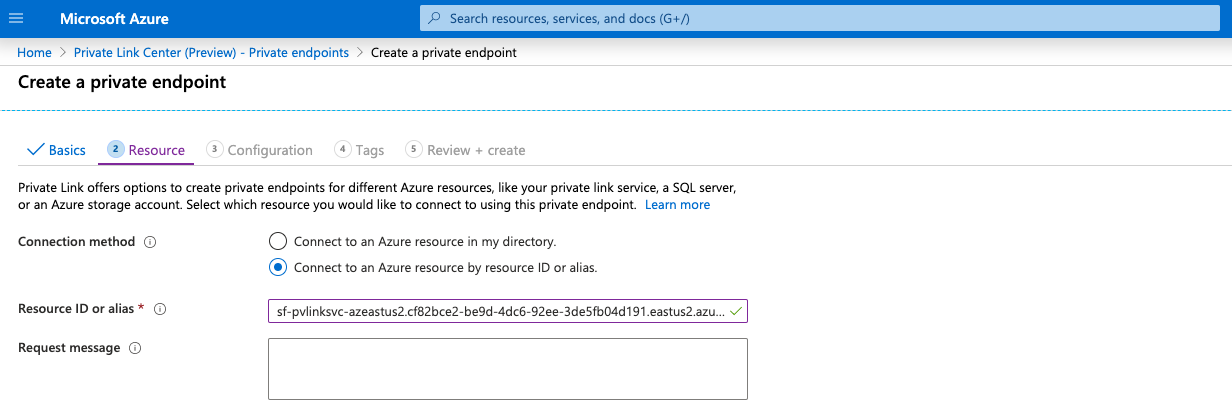 Microsoft Azure
Search resources, services, and docs (G+/)
Home > Private Link Center (Preview) - Private endpoints > Create a private endpoint
Create a private endpoint
Basics 2 Resource 3 Configuration 4 Tags 5 Review + create
Private Link offers options to create private endpoints for different Azure resources, like your private link service, a SQL server,
or an Azure storage account. Select which resource you would like to connect to using this private endpoint. Learn more
Connection method
Connect to an Azure resource in my directory.
Connect to an Azure resource by resource ID or alias.
Resource ID or alias *
sf-pvlinksvc-azeastus2.cf82bce2-be9d-4dc6-92ee-3de5fb04d191.eastus2.azu...
Request message